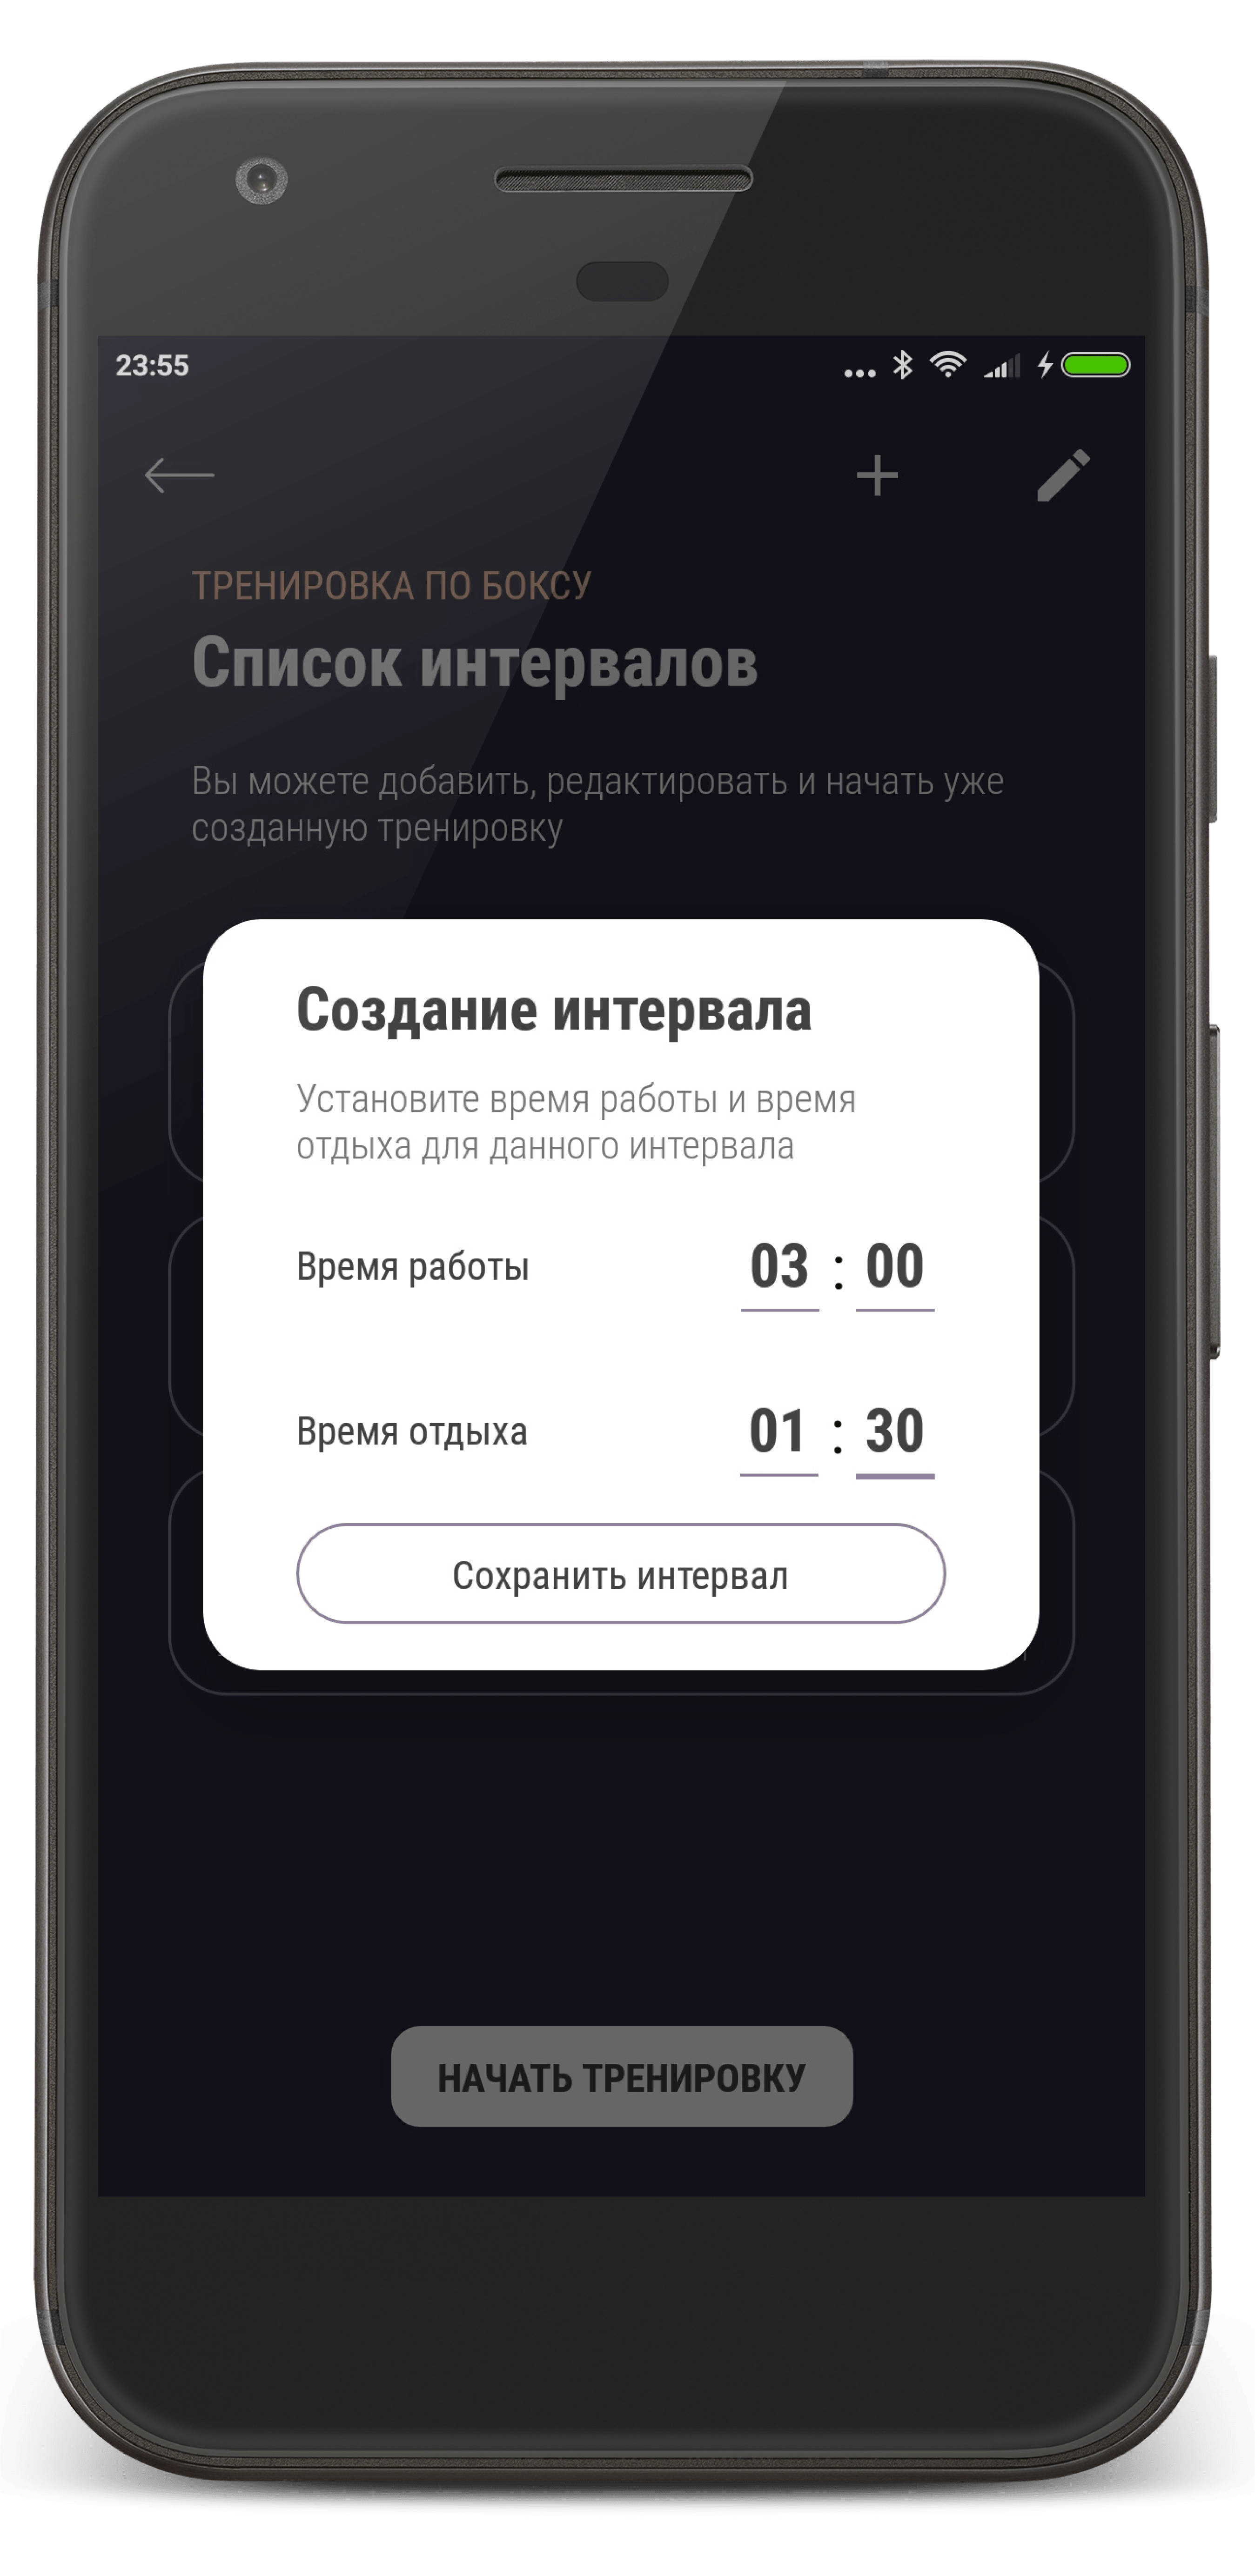 23:55
ТРЕНИРОВКА ПО БОКСУ
Список интервалов
Вы можете добавить, редактировать и начать уже
созданную тренировку
Создание интервала
Установите время работы и время
отдыха для данного интервала
Время работы 03 : 00
Время отдыха 01 : 30
Сохранить интервал
НАЧАТЬ ТРЕНИРОВКУ